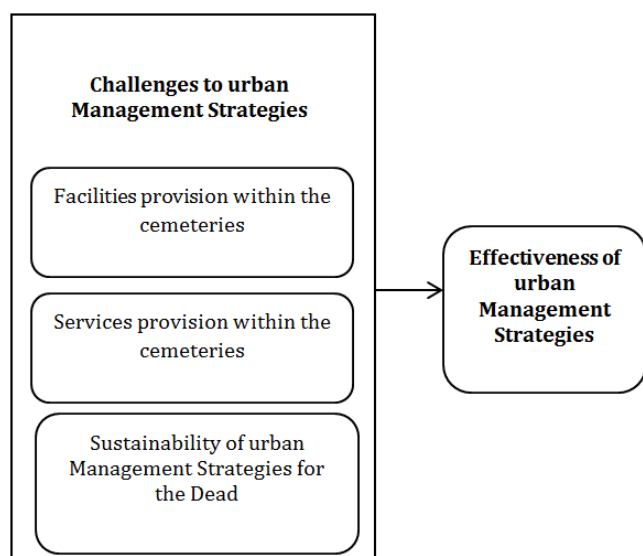 Challenges to urban
Management Strategies
Facilities provision within the
cemeteries
Services provision within the
cemeteries
Sustainability of urban
Management Strategies for
the Dead
Effectiveness of
urban
Management
Strategies